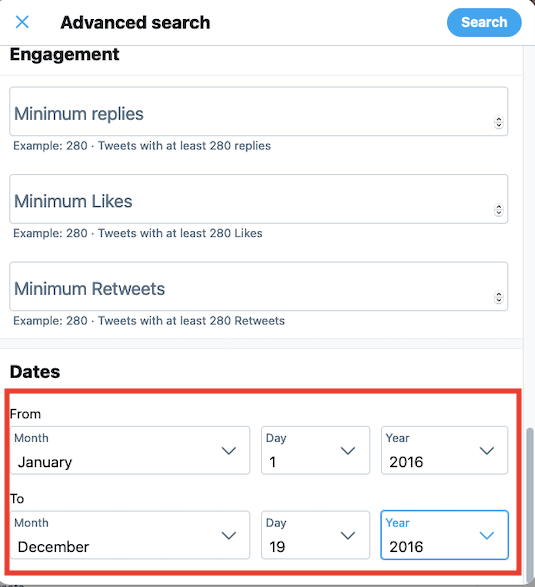 Advanced search
Search
Engagement
Minimum replies
Example: 280 · Tweets with at least 280 replies
Minimum Likes
Example: 280 · Tweets with at least 280 Likes
Minimum Retweets
Example: 280 · Tweets with at least 280 Retweets
Dates
From
Month Day Year
January 1 2016
To
Month Day Year
December 19 2016